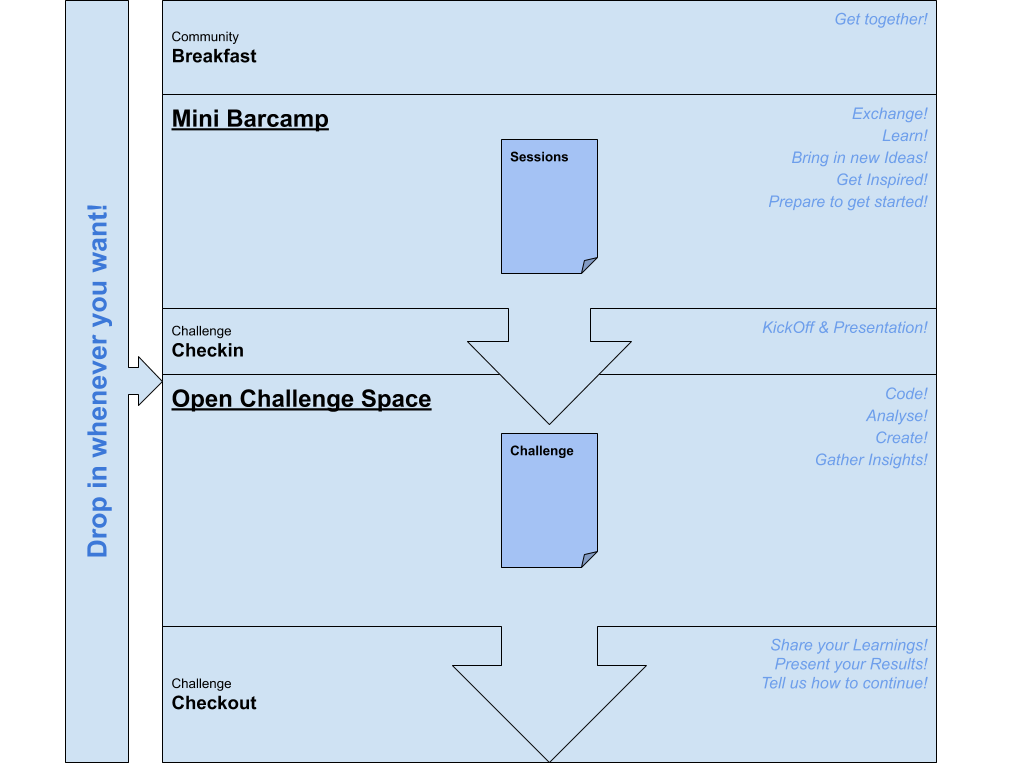 Drop in whenever you want!
Get together!
Community
Breakfast
Mini Barcamp
Sessions
Exchange!
Learn!
Bring in new Ideas!
Get Inspired!
Prepare to get started!
Challenge
Checkin
KickOff & Presentation!
Open Challenge Space
Challenge
Code!
Analyse!
Create!
Gather Insights!
Challenge
Checkout
Share your Learnings!
Present your Results!
Tell us how to continue!